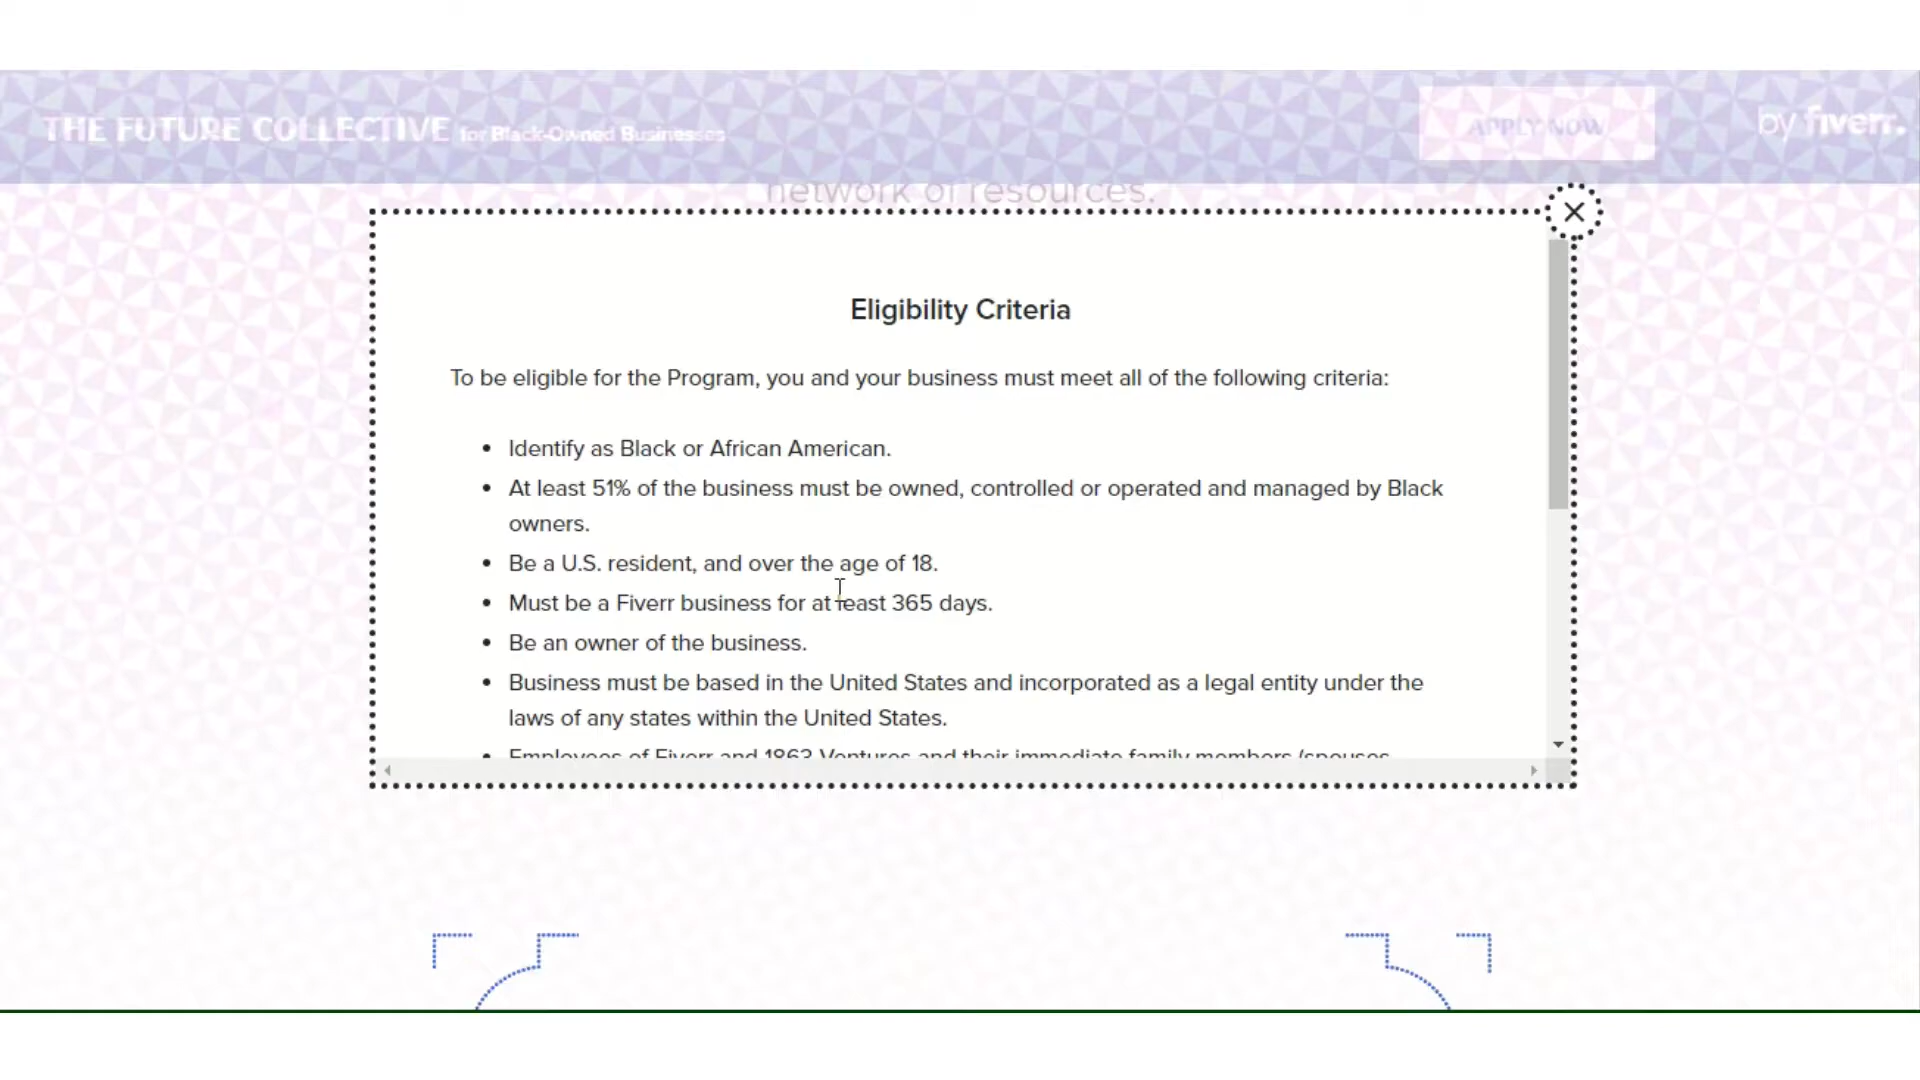 THE FUTURE COLLECTIVE for Black-Owned Businesses
APPLY NOW
by fiverr.
network of resources.
Eligibility Criteria
To be eligible for the Program, you and your business must meet all of the following criteria:
• Identify as Black or African American.
• At least 51% of the business must be owned, controlled or operated and managed by Black
owners.
• Be a U.S. resident, and over the age of 18.
• Must be a Fiverr business for at least 365 days.
• Be an owner of the business.
• Business must be based in the United States and incorporated as a legal entity under the
laws of any states within the United States.
• Employees of Fiverr and 1863 Ventures and their immediate family members (spouses,